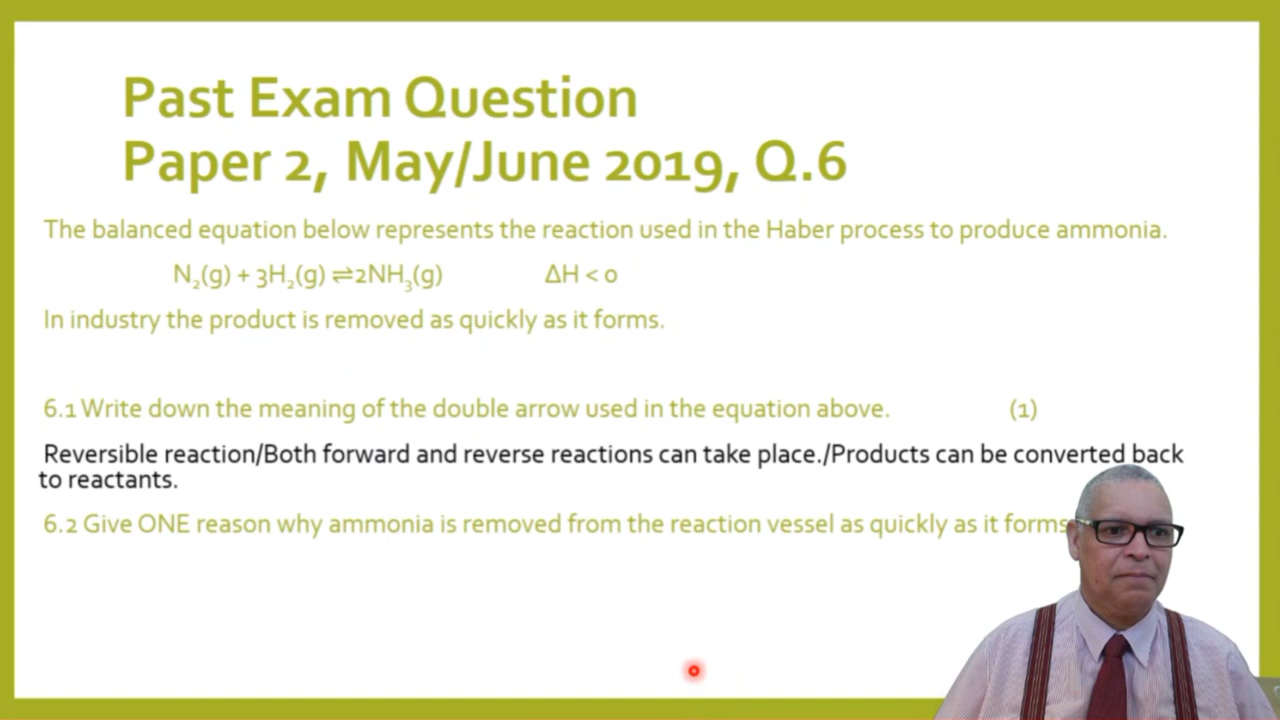 Past Exam Question
Paper 2, May/June 2019, Q.6
The balanced equation below represents the reaction used in the Haber process to produce ammonia.
N₂(g) + 3H₂(g) ⇌2NH₃(g) ΔH < 0
In industry the product is removed as quickly as it forms.
6.1 Write down the meaning of the double arrow used in the equation above. (1)
Reversible reaction/Both forward and reverse reactions can take place./Products can be converted back
to reactants.
6.2 Give ONE reason why ammonia is removed from the reaction vessel as quickly as it forms